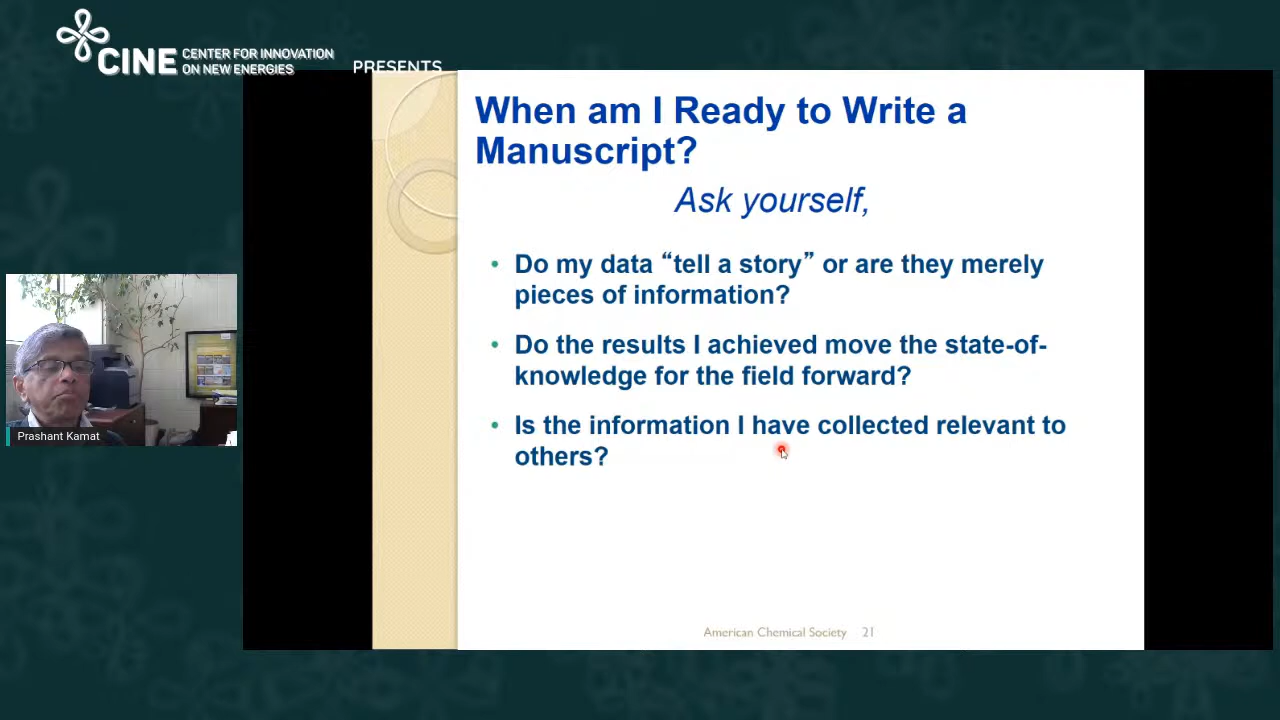 CINE CENTER FOR INNOVATION
ON NEW ENERGIES
PRESENTS
When am I Ready to Write a
Manuscript?
Ask yourself,
• Do my data “tell a story” or are they merely
pieces of information?
• Do the results I achieved move the state-of-
knowledge for the field forward?
• Is the information I have collected relevant to
others?
Prashant Kamat
American Chemical Society 21